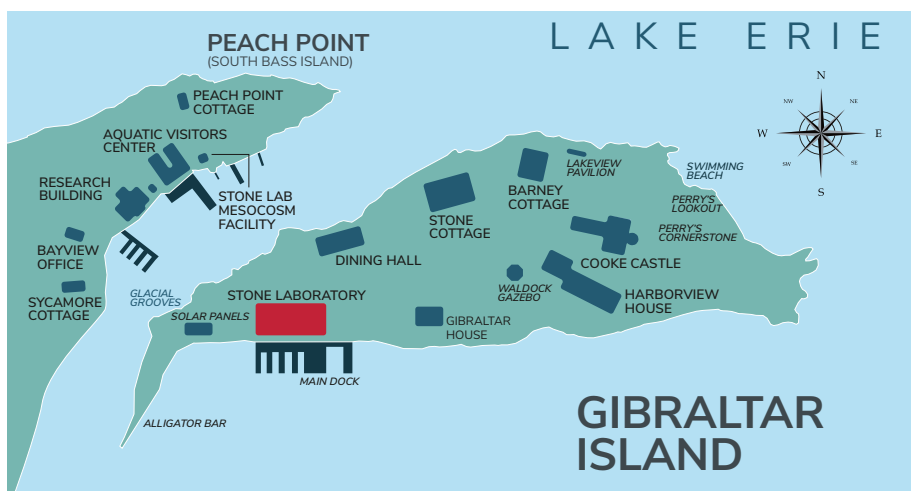 LAKE ERIE
PEACH POINT
(SOUTH BASS ISLAND)
PEACH POINT
COTTAGE
AQUATIC VISITORS
CENTER
RESEARCH
BUILDING
STONE LAB
MESOCOSM
FACILITY
BAYVIEW
OFFICE
SYCAMORE
COTTAGE
GLACIAL
GROOVES
SOLAR PANELS
STONE LABORATORY
DINING HALL
STONE
COTTAGE
BARNEY
COTTAGE
LAKEVIEW
PAVILION
SWIMMING
BEACH
PERRY'S
LOOKOUT
PERRY'S
CORNERSTONE
COOKE CASTLE
WALDOCK
GAZEBO
HARBORVIEW
HOUSE
GIBRALTAR
HOUSE
MAIN DOCK
ALLIGATOR BAR
GIBRALTAR
ISLAND
N
NW
NE
W
E
SW
SE
S